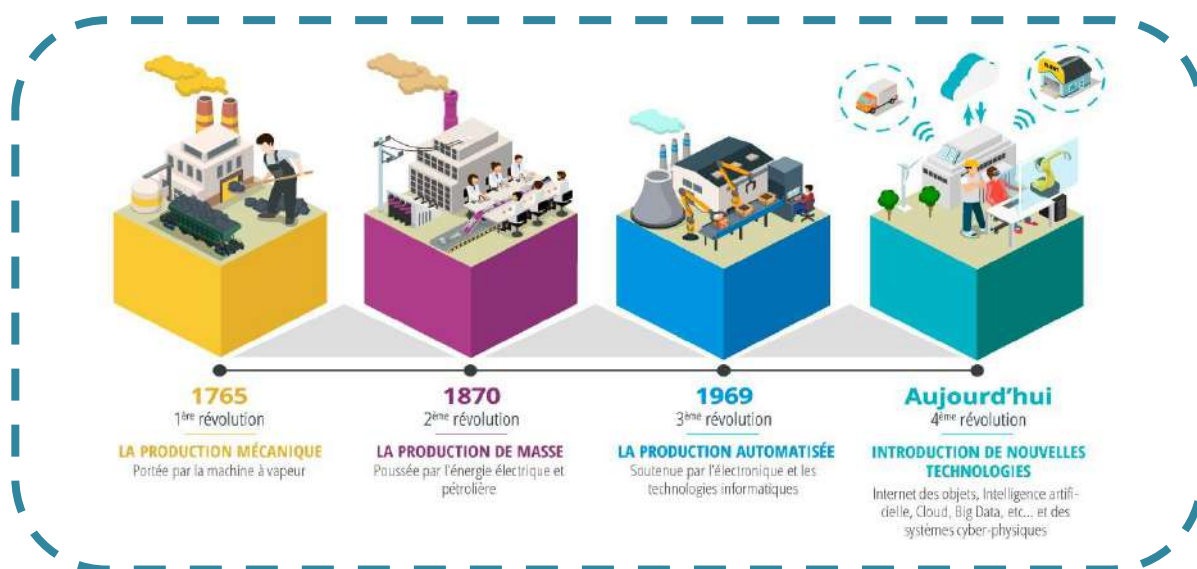 1765
1ère révolution
LA PRODUCTION MÉCANIQUE
Portée par la machine à vapeur
1870
2ème révolution
LA PRODUCTION DE MASSE
Poussée par l'énergie électrique et
pétrolière
1969
3ème révolution
LA PRODUCTION AUTOMATISÉE
Soutenue par l'électronique et les
technologies informatiques
Aujourd'hui
4ème révolution
INTRODUCTION DE NOUVELLES
TECHNOLOGIES
Internet des objets, Intelligence artifi-
cielle, Cloud, Big Data, etc... et des
systèmes cyber-physiques